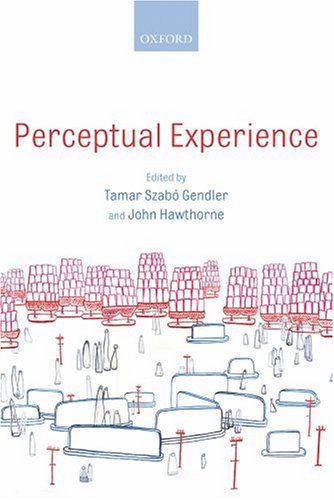 OXFORD
Perceptual Experience
Edited by
Tamar Szabó Gendler
and John Hawthorne